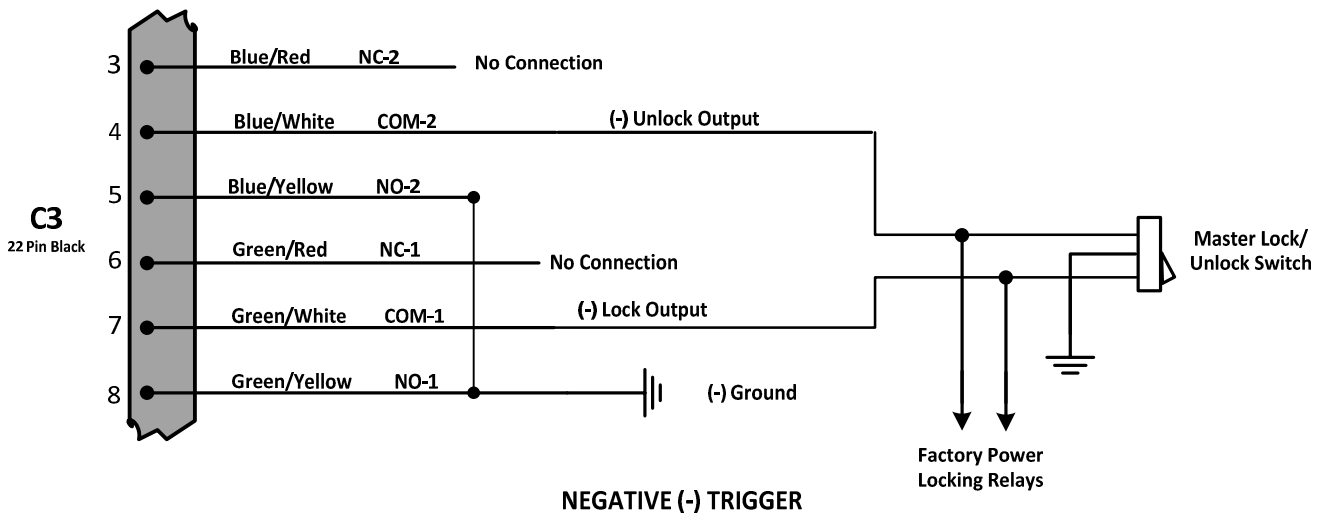 3 Blue/Red NC-2 No Connection
4 Blue/White COM-2 (-) Unlock Output
5 Blue/Yellow NO-2
C3
22 Pin Black
6 Green/Red NC-1 No Connection
7 Green/White COM-1 (-) Lock Output
8 Green/Yellow NO-1 (-) Ground
Master Lock/
Unlock Switch
Factory Power
Locking Relays
NEGATIVE (-) TRIGGER